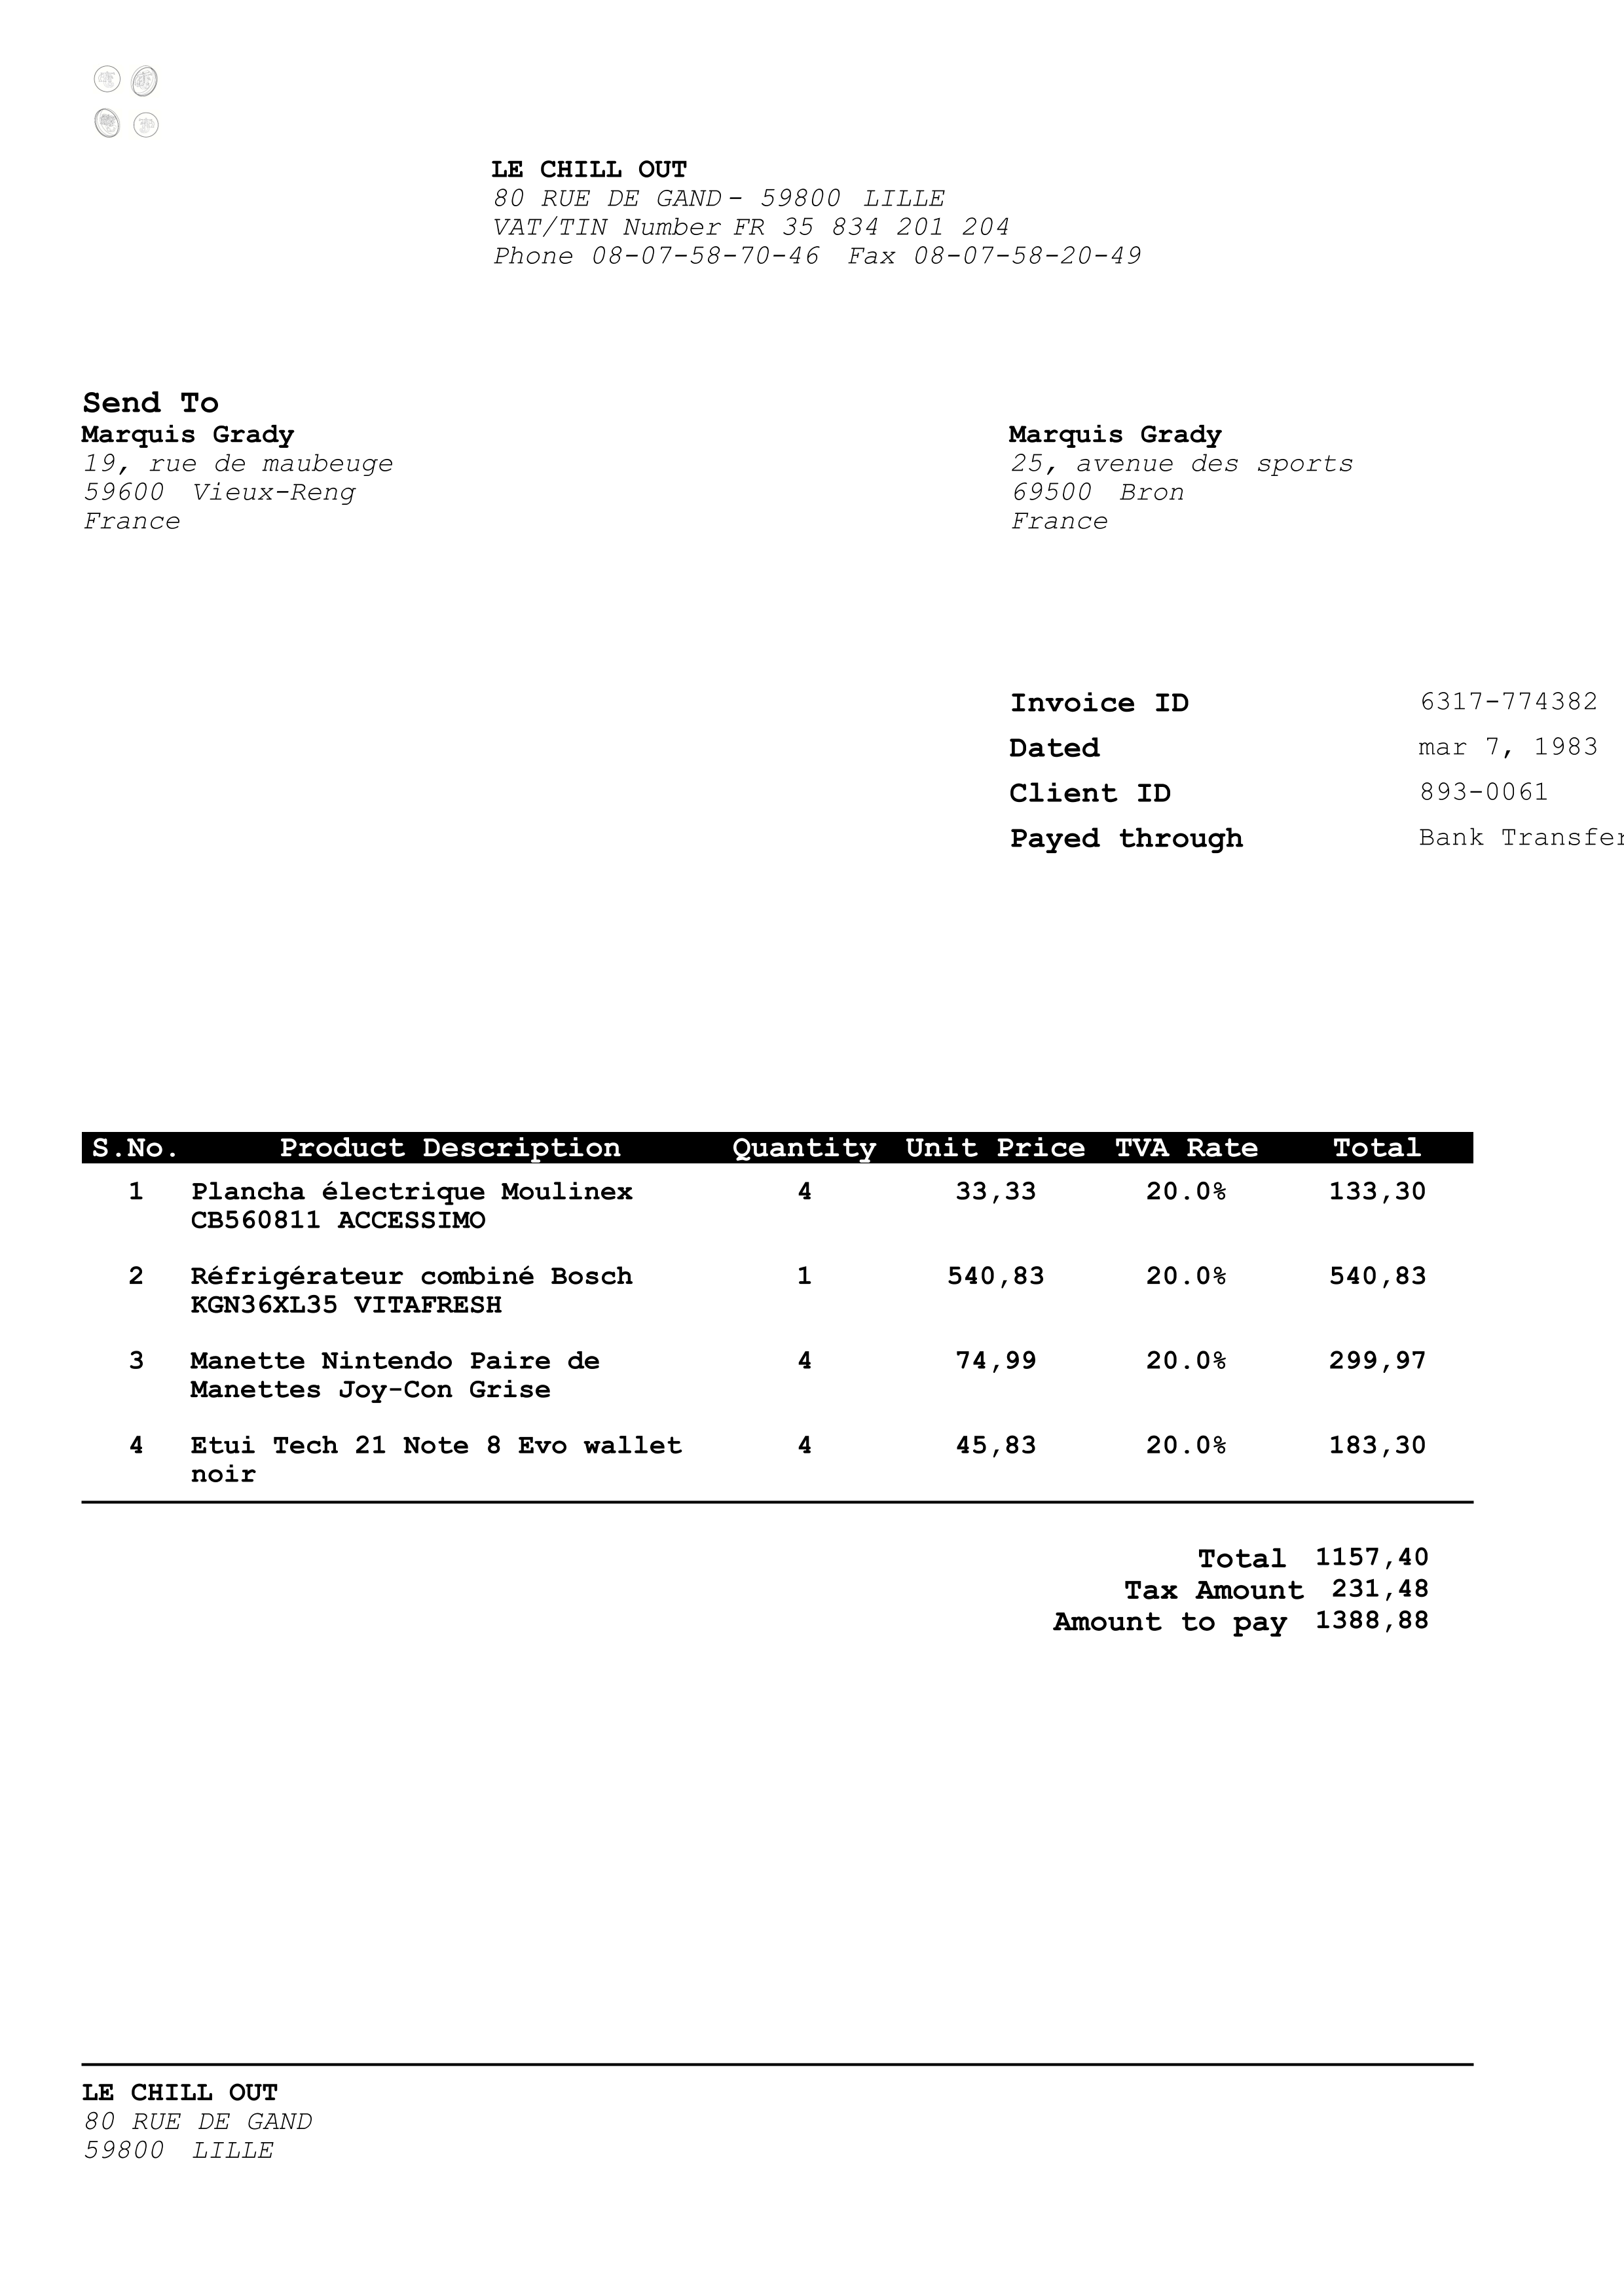 LE CHILL OUT
80 RUE DE GAND - 59800 LILLE
VAT/TIN Number FR 35 834 201 204
Phone 08-07-58-70-46 Fax 08-07-58-20-49
Send To
Marquis Grady
19, rue de maubeuge
59600 Vieux-Reng
France
Marquis Grady
25, avenue des sports
69500 Bron
France
Invoice ID 6317-774382
Dated mar 7, 1983
Client ID 893-0061
Payed through Bank Transfer
S.No. Product Description Quantity Unit Price TVA Rate Total
1 Plancha électrique Moulinex 4 33,33 20.0% 133,30
CB560811 ACCESSIMO
2 Réfrigérateur combiné Bosch 1 540,83 20.0% 540,83
KGN36XL35 VITAFRESH
3 Manette Nintendo Paire de 4 74,99 20.0% 299,97
Manettes Joy-Con Grise
4 Etui Tech 21 Note 8 Evo wallet 4 45,83 20.0% 183,30
noir
Total 1157,40
Tax Amount 231,48
Amount to pay 1388,88
LE CHILL OUT
80 RUE DE GAND
59800 LILLE